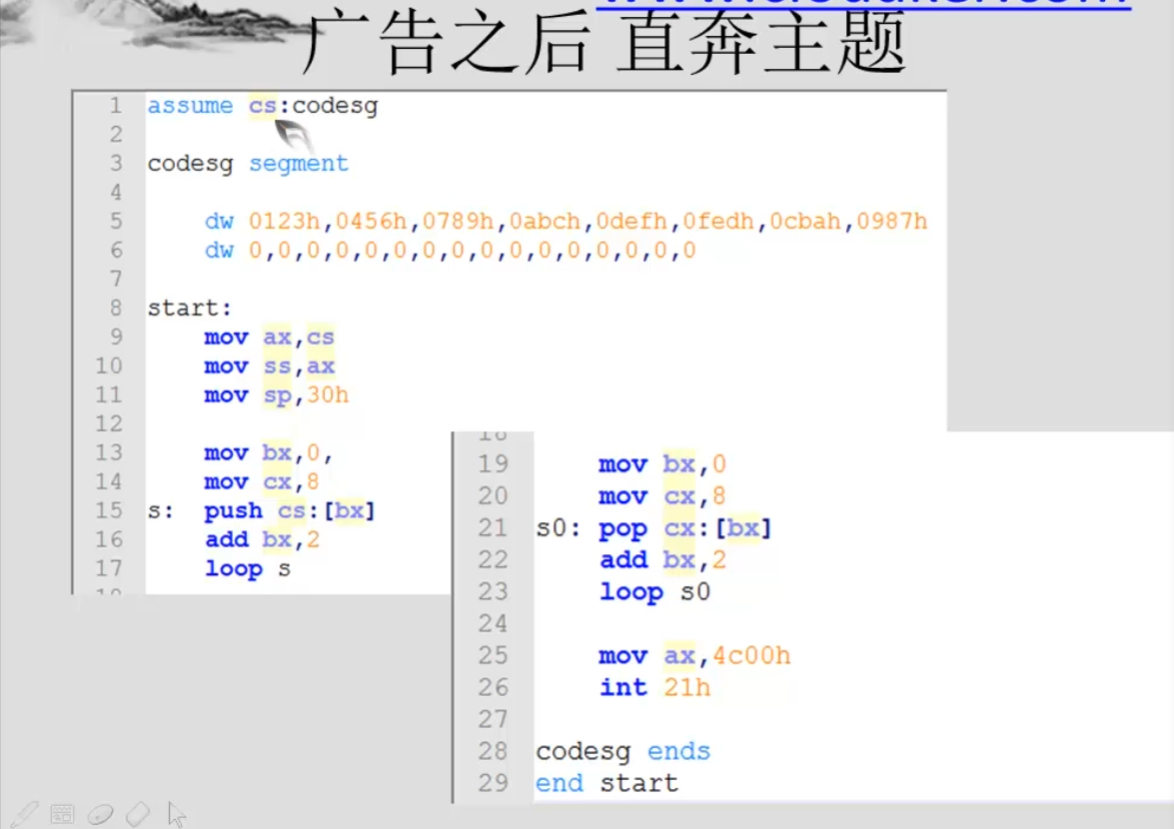 广告之后 直奔主题
1 assume cs:codesg
2
3 codesg segment
4
5 dw 0123h,0456h,0789h,0abch,0defh,0fedh,0cbah,0987h
6 dw 0,0,0,0,0,0,0,0,0,0,0,0,0,0,0,0
7
8 start:
9 mov ax,cs
10 mov ss,ax
11 mov sp,30h
12
13 mov bx,0,
14 mov cx,8
15 s: push cs:[bx]
16 add bx,2
17 loop s
19 mov bx,0
20 mov cx,8
21 s0: pop cx:[bx]
22 add bx,2
23 loop s0
24
25 mov ax,4c00h
26 int 21h
27
28 codesg ends
29 end start